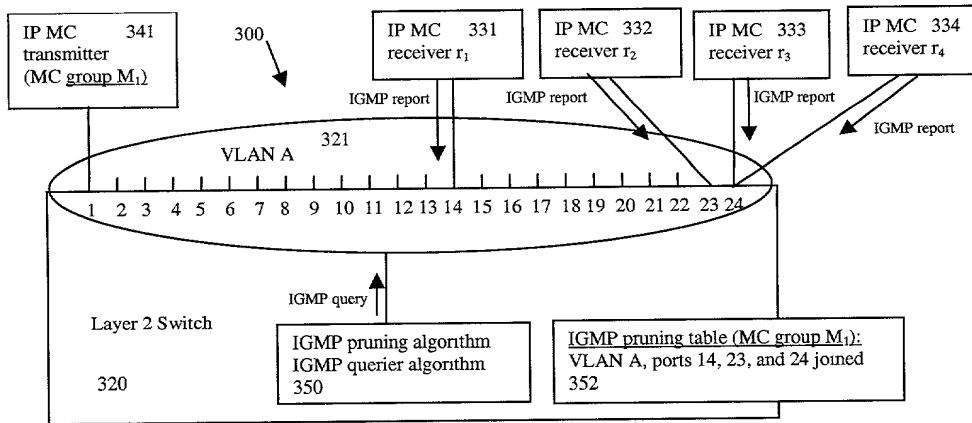 IP MC 341
transmitter
(MC group M₁)
300
IP MC 331
receiver r₁
IP MC 332
receiver r₂
IP MC 333
receiver r₃
IP MC 334
receiver r₄
IGMP report
IGMP report
IGMP report
IGMP report
321
VLAN A
1 2 3 4 5 6 7 8 9 10 11 12 13 14 15 16 17 18 19 20 21 22 23 24
IGMP query
Layer 2 Switch
320
IGMP pruning algorithm
IGMP querier algorithm
350
IGMP pruning table (MC group M₁):
VLAN A, ports 14, 23, and 24 joined
352